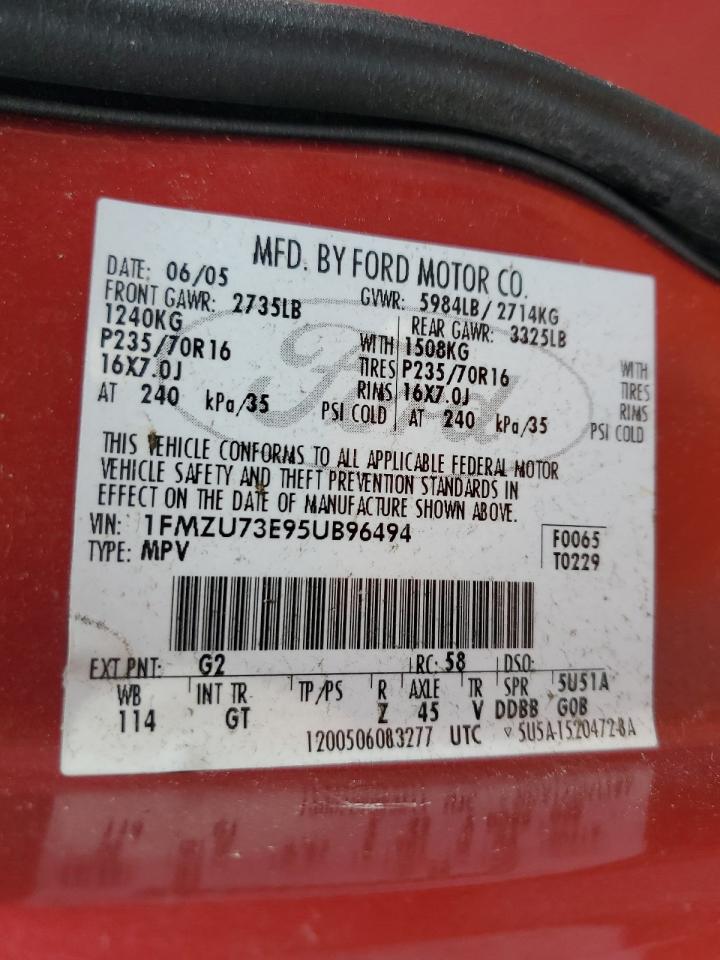 MFD. BY FORD MOTOR CO.
DATE: 06/05 GVWR: 5984LB/2714KG
FRONT GAWR: 2735LB REAR GAWR: 3325LB
1240KG WITH 1508KG WITH
P235/70R16 TIRES P235/70R16 TIRES
16X7.0J RIMS 16X7.0J RIMS
AT 240 kPa/35 PSI COLD AT 240 kPa/35 PSI COLD
Ford
THIS VEHICLE CONFORMS TO ALL APPLICABLE FEDERAL MOTOR
VEHICLE SAFETY AND THEFT PREVENTION STANDARDS IN
EFFECT ON THE DATE OF MANUFACTURE SHOWN ABOVE.
VIN: 1FMZU73E95UB96494 F0065
TYPE: MPV T0229
EXT PNT: G2 RC: 58 DSO:
WB INT TR TP/PS R AXLE TR SPR 5U51A
114 GT Z 45 V DDBB GQB
1200506083277 UTC ▽ 5U5A-1520472-BA